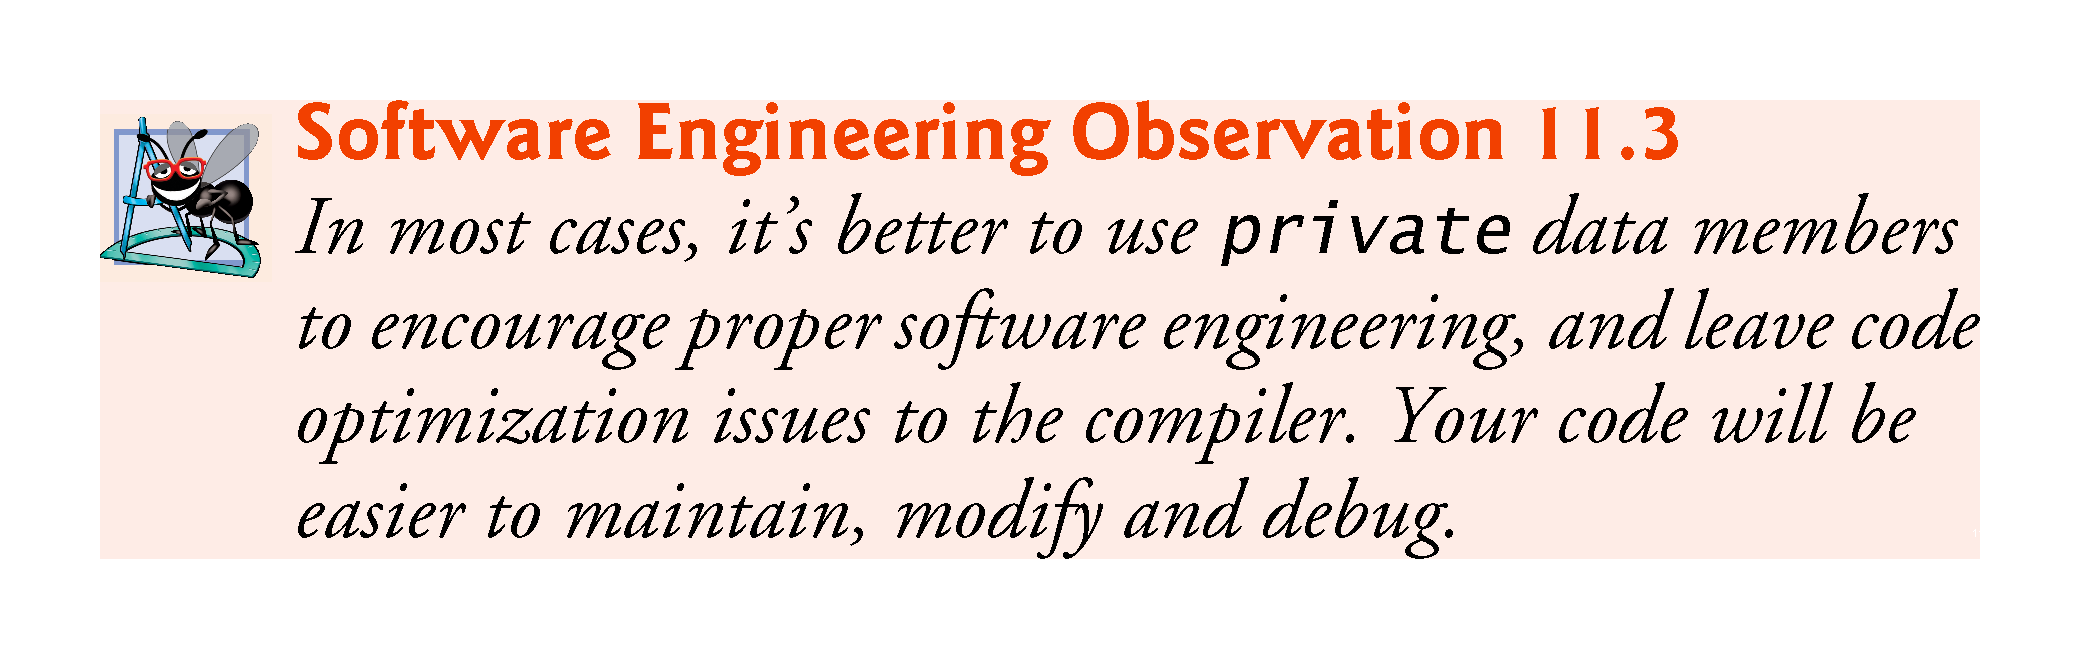 Software Engineering Observation 11.3
In most cases, it’s better to use private data members
to encourage proper software engineering, and leave code
optimization issues to the compiler. Your code will be
easier to maintain, modify and debug.